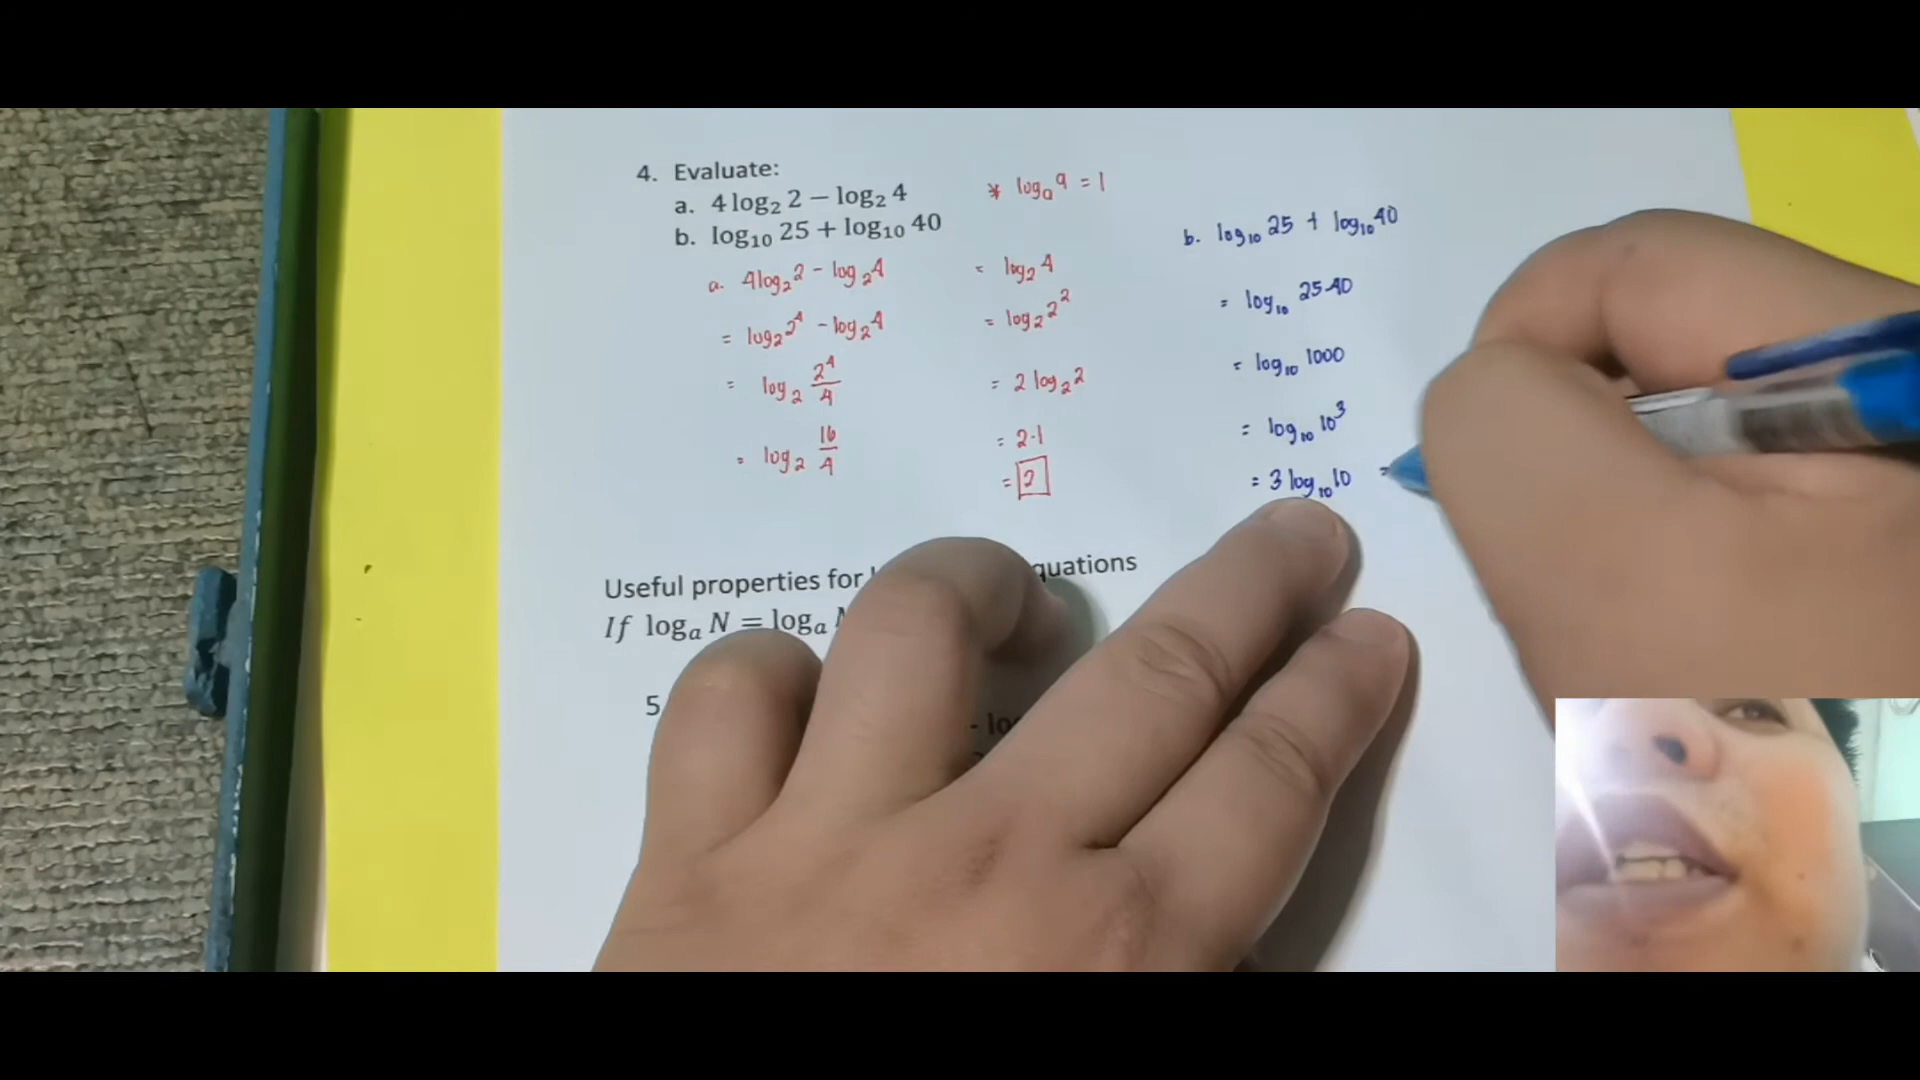 4. Evaluate:
a. 4 log₂ 2 − log₂ 4
b. log₁₀ 25 + log₁₀ 40
* logₐ a = 1
a. 4log₂2 - log₂4
= log₂2⁴ - log₂4
= log₂ 2⁴/4
= log₂ 16/4
= log₂ 4
= log₂ 2²
= 2 log₂ 2
= 2·1
= 2
b. log₁₀ 25 + log₁₀ 40
= log₁₀ 25·40
= log₁₀ 1000
= log₁₀ 10³
= 3 log₁₀ 10 =
Useful properties for
If logₐ N = logₐ
5